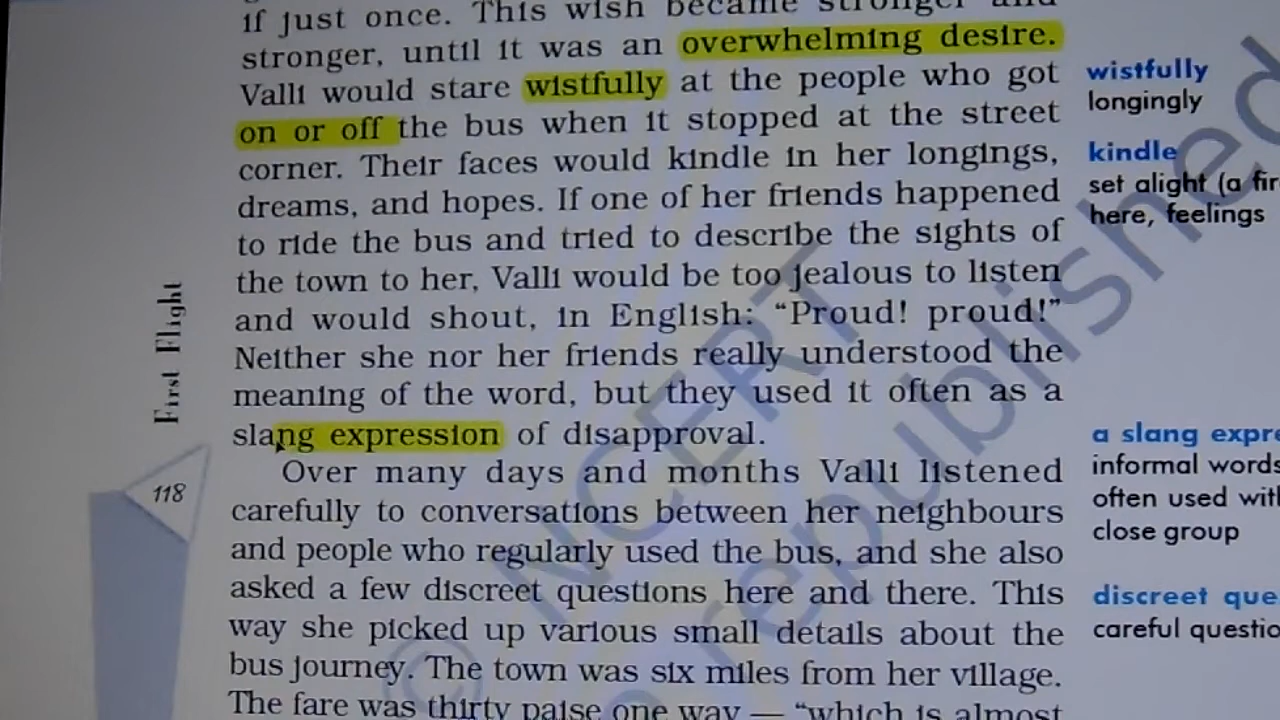 if just once. This wish became stronger and
stronger, until it was an overwhelming desire.
Valli would stare wistfully at the people who got
on or off the bus when it stopped at the street
corner. Their faces would kindle in her longings,
dreams, and hopes. If one of her friends happened
to ride the bus and tried to describe the sights of
the town to her, Valli would be too jealous to listen
and would shout, in English: “Proud! proud!”
Neither she nor her friends really understood the
meaning of the word, but they used it often as a
slang expression of disapproval.
Over many days and months Valli listened
carefully to conversations between her neighbours
and people who regularly used the bus, and she also
asked a few discreet questions here and there. This
way she picked up various small details about the
bus journey. The town was six miles from her village.
The fare was thirty paise one way — “which is almost
wistfully
longingly
kindle
set alight (a fir
here, feelings
a slang expre
informal words
often used with
close group
discreet que
careful questio
First Flight
118
© NCERT
republished